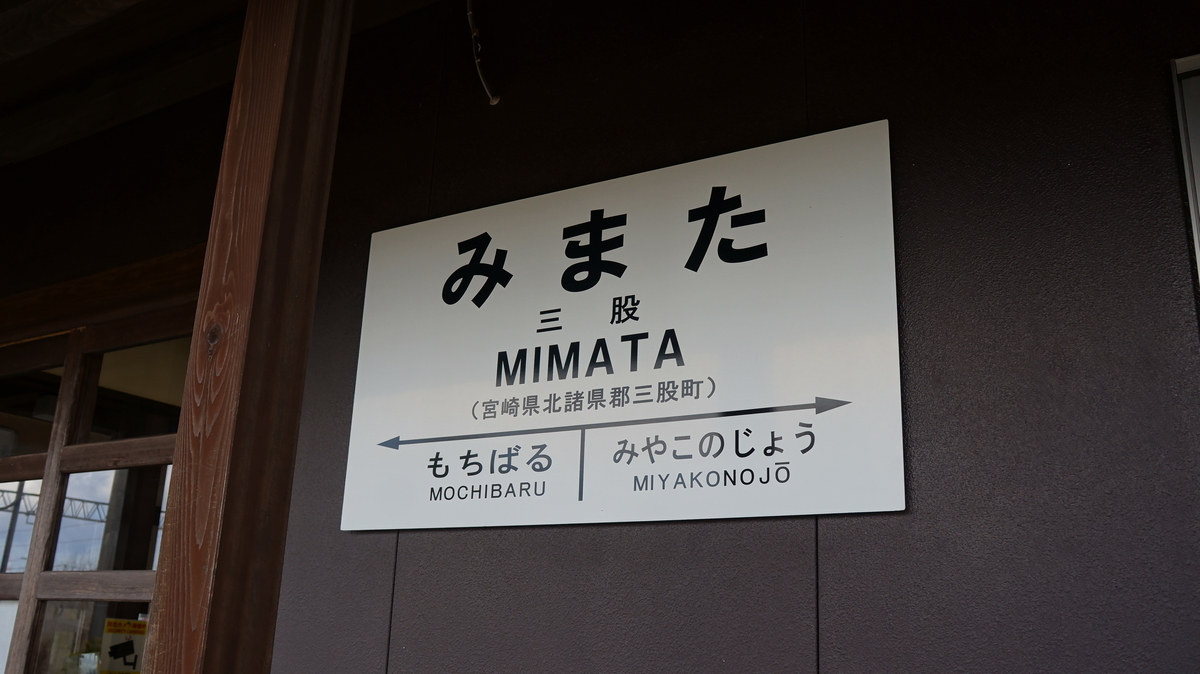 みまた
三股
MIMATA
（宮崎県北諸県郡三股町）
もちばる
MOCHIBARU
みやこのじょう
MIYAKONOJŌ